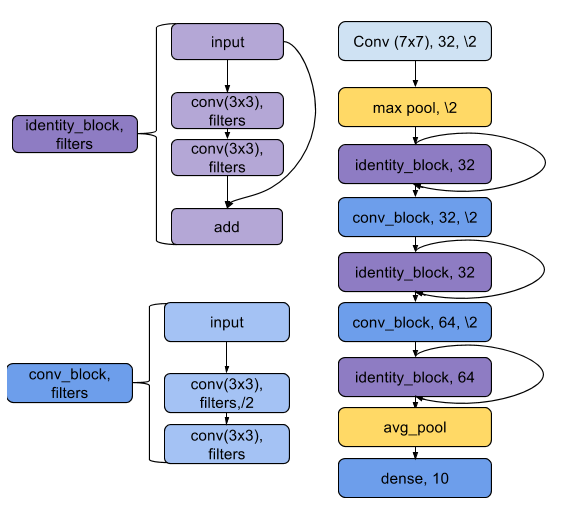 input
conv(3x3),
filters
conv(3x3),
filters
add
identity_block,
filters
input
conv(3x3),
filters,/2
conv(3x3),
filters
conv_block,
filters
Conv (7x7), 32, \2
max pool, \2
identity_block, 32
conv_block, 32, \2
identity_block, 32
conv_block, 64, \2
identity_block, 64
avg_pool
dense, 10